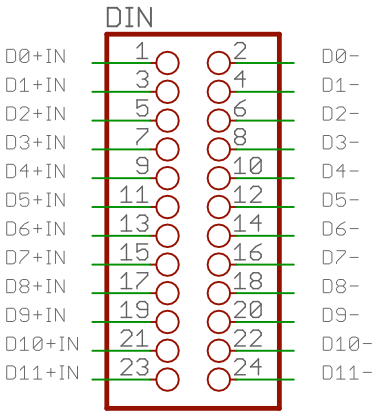 DIN
D0+IN 1 2 D0-
D1+IN 3 4 D1-
D2+IN 5 6 D2-
D3+IN 7 8 D3-
D4+IN 9 10 D4-
D5+IN 11 12 D5-
D6+IN 13 14 D6-
D7+IN 15 16 D7-
D8+IN 17 18 D8-
D9+IN 19 20 D9-
D10+IN 21 22 D10-
D11+IN 23 24 D11-